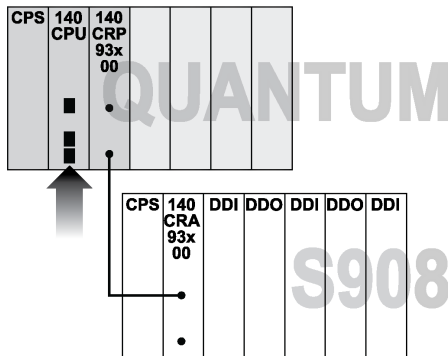 CPS 140 140
CPU CRP
93x
00
QUANTUM
CPS 140 DDI DDO DDI DDO DDI
CRA
93x
00
S908